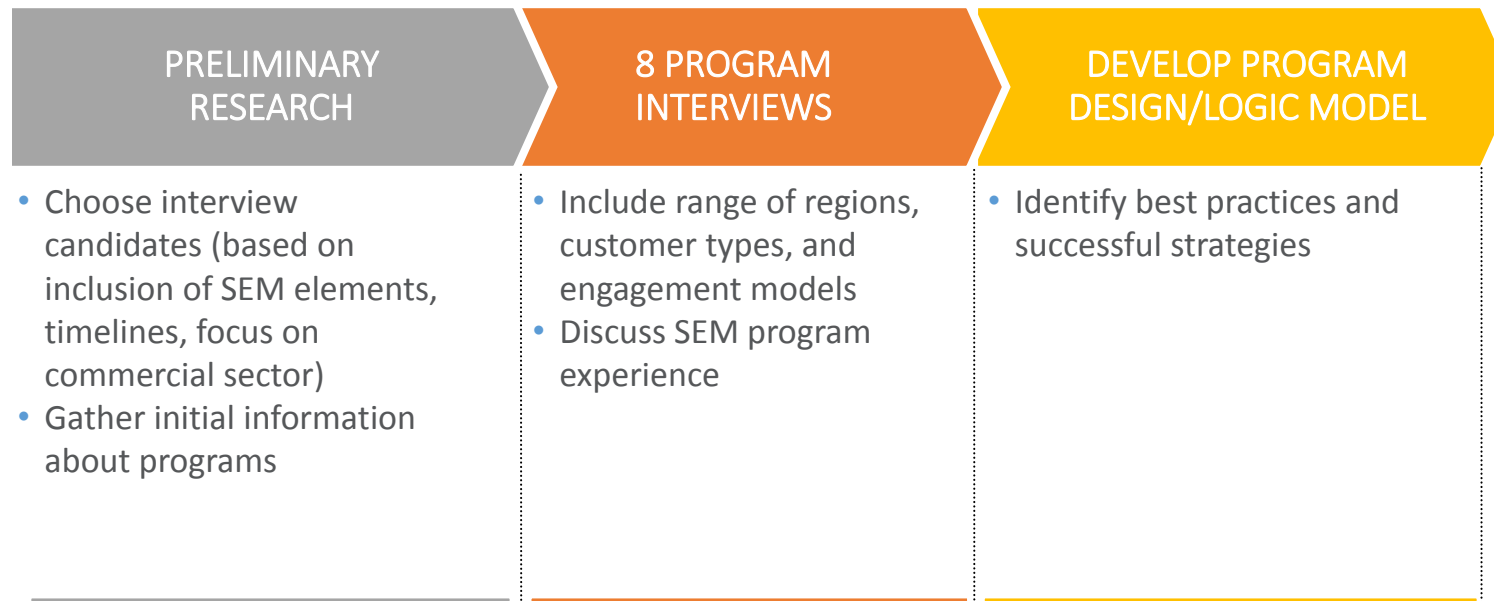 PRELIMINARY
RESEARCH
8 PROGRAM
INTERVIEWS
DEVELOP PROGRAM
DESIGN/LOGIC MODEL
• Choose interview
candidates (based on
inclusion of SEM elements,
timelines, focus on
commercial sector)
• Gather initial information
about programs
• Include range of regions,
customer types, and
engagement models
• Discuss SEM program
experience
• Identify best practices and
successful strategies